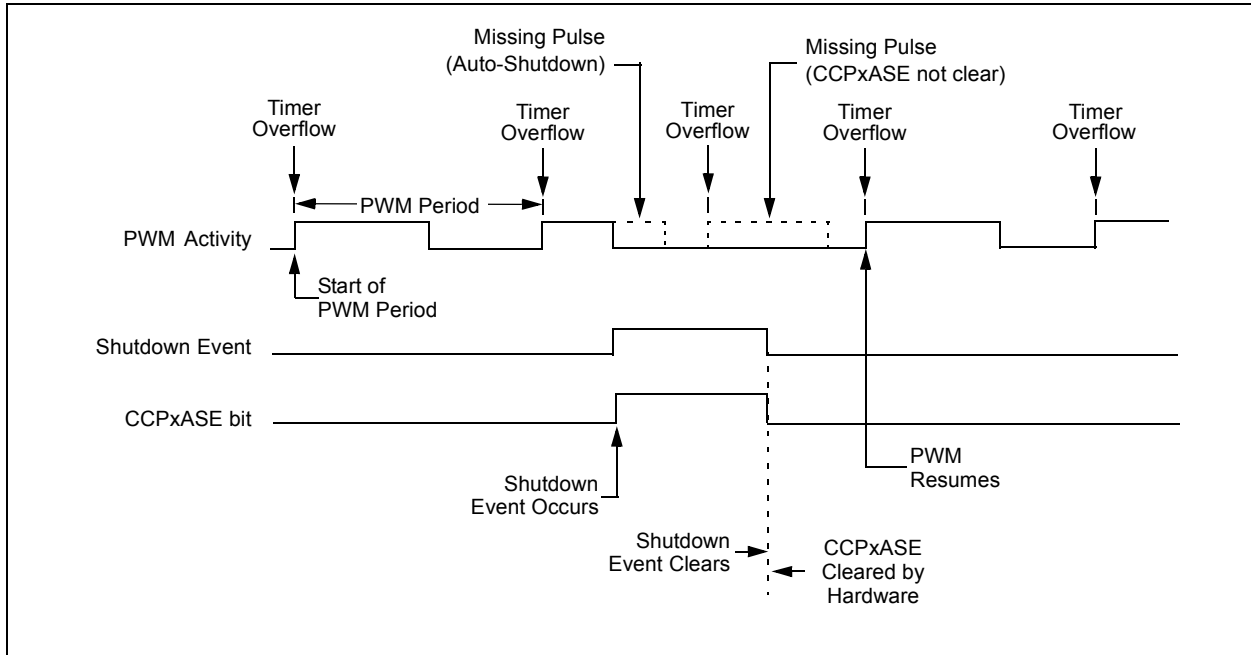 Missing Pulse
(Auto-Shutdown)
Missing Pulse
(CCPxASE not clear)
Timer
Overflow
Timer
Overflow
Timer
Overflow
Timer
Overflow
Timer
Overflow
PWM Period
PWM Activity
Start of
PWM Period
Shutdown Event
CCPxASE bit
Shutdown
Event Occurs
PWM
Resumes
Shutdown
Event Clears
CCPxASE
Cleared by
Hardware